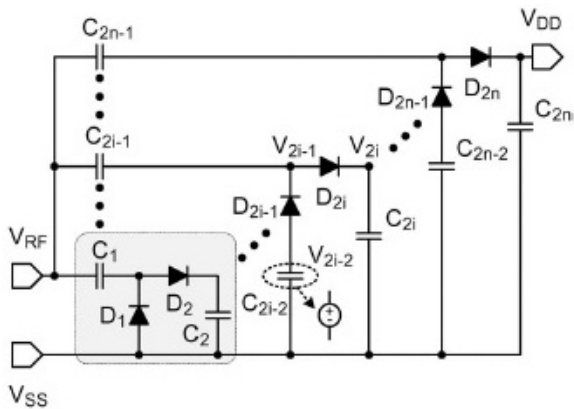 C2n-1
VDD
D2n
D2n-1
C2n
C2n-2
C2i-1
V2i-1
V2i
D2i
D2i-1
VRF
C1
V2i-2
C2i
D2
D1
C2
C2i-2
VSS